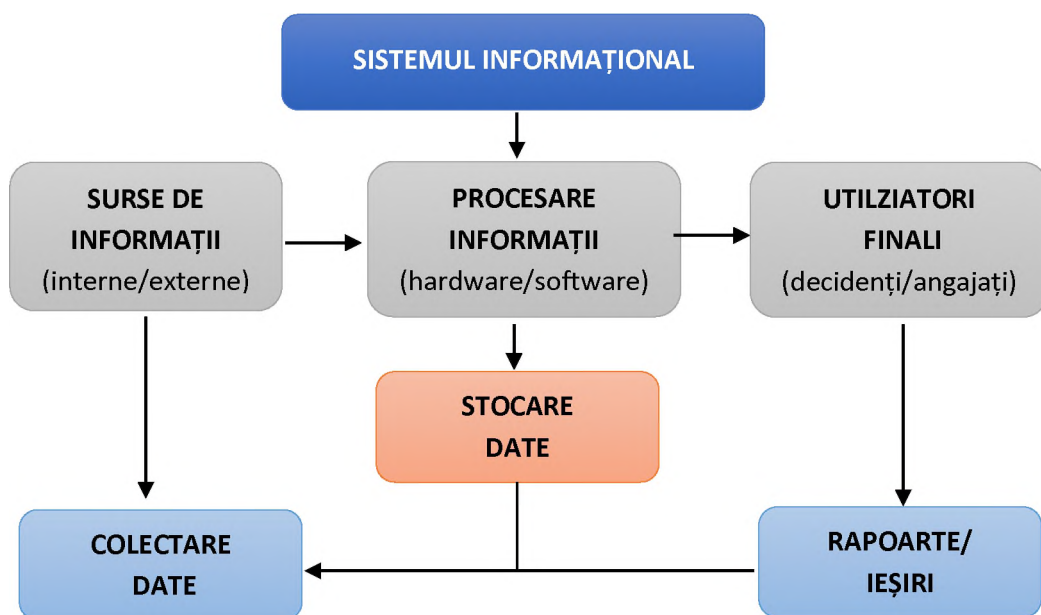 SISTEMUL INFORMAȚIONAL
SURSE DE
INFORMAȚII
(interne/externe)
PROCESARE
INFORMAȚII
(hardware/software)
UTILZIATORI
FINALI
(decidenți/angajați)
STOCARE
DATE
COLECTARE
DATE
RAPOARTE/
IEȘIRI